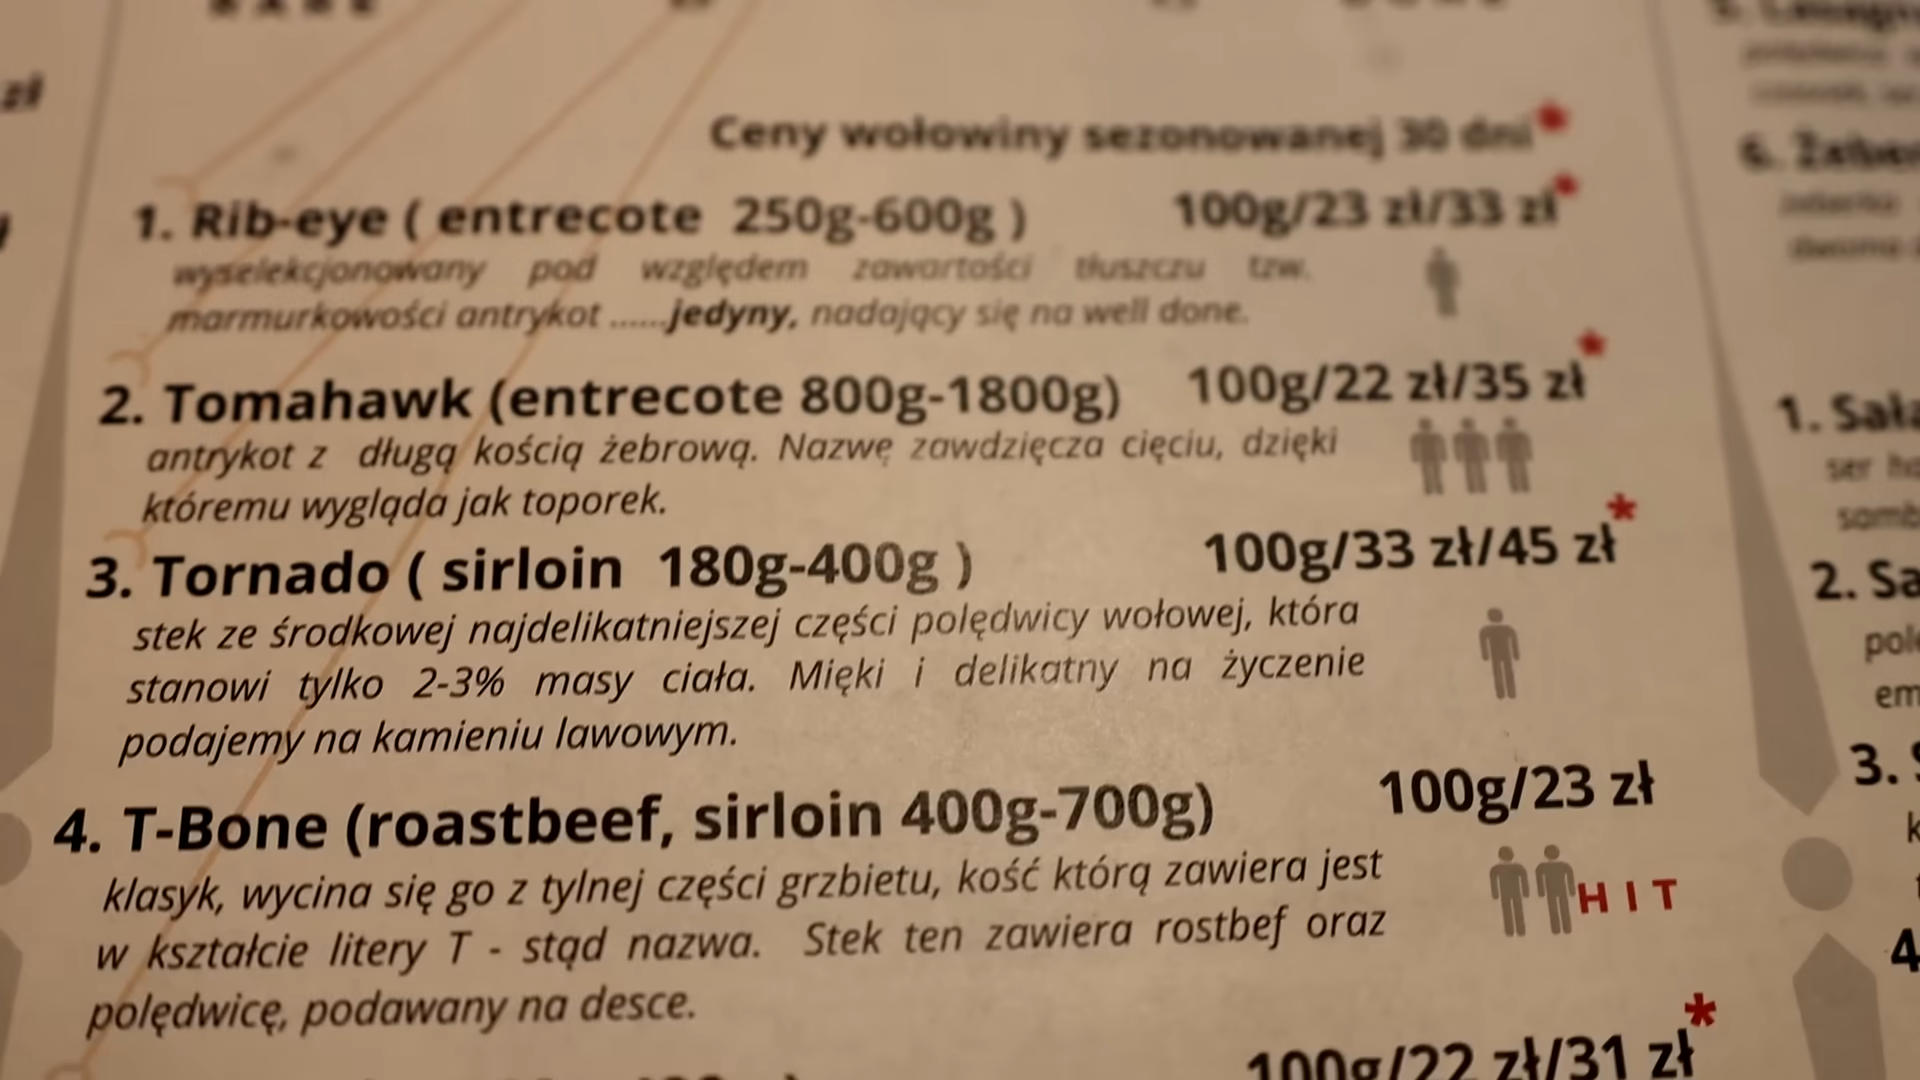 zł
Ceny wołowiny sezonowanej 30 dni*
1. Rib-eye ( entrecote 250g-600g ) 100g/23 zł/33 zł*
wyselekcjonowany pod względem zawartości tłuszczu tzw.
marmurkowości antrykot ......jedyny, nadający się na well done.
2. Tomahawk (entrecote 800g-1800g) 100g/22 zł/35 zł*
antrykot z długą kością żebrową. Nazwę zawdzięcza cięciu, dzięki
któremu wygląda jak toporek.
3. Tornado ( sirloin 180g-400g ) 100g/33 zł/45 zł*
stek ze środkowej najdelikatniejszej części polędwicy wołowej, która
stanowi tylko 2-3% masy ciała. Mięki i delikatny na życzenie
podajemy na kamieniu lawowym.
4. T-Bone (roastbeef, sirloin 400g-700g) 100g/23 zł
klasyk, wycina się go z tylnej części grzbietu, kość którą zawiera jest
w kształcie litery T - stąd nazwa. Stek ten zawiera rostbef oraz
polędwicę, podawany na desce.
HIT
100g/22 zł/31 zł*
6.
1. Sała
ser
2. Sa
3.
4